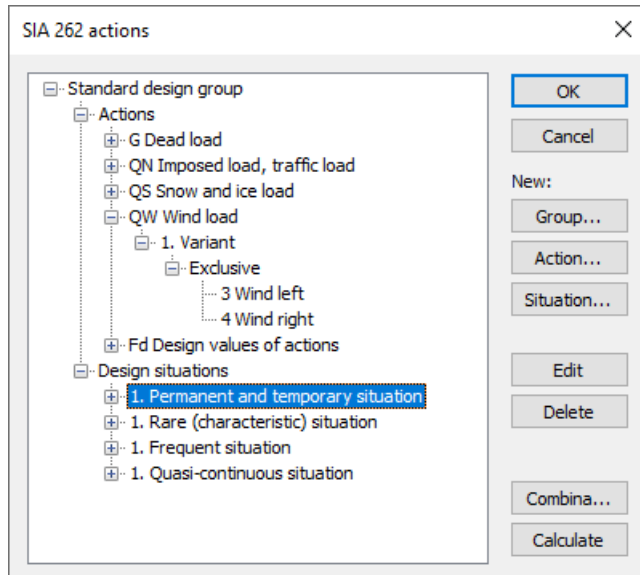 SIA 262 actions
Standard design group
Actions
G Dead load
QN Imposed load, traffic load
QS Snow and ice load
QW Wind load
1. Variant
Exclusive
3 Wind left
4 Wind right
Fd Design values of actions
Design situations
1. Permanent and temporary situation
1. Rare (characteristic) situation
1. Frequent situation
1. Quasi-continuous situation
OK
Cancel
New:
Group...
Action...
Situation...
Edit
Delete
Combina...
Calculate